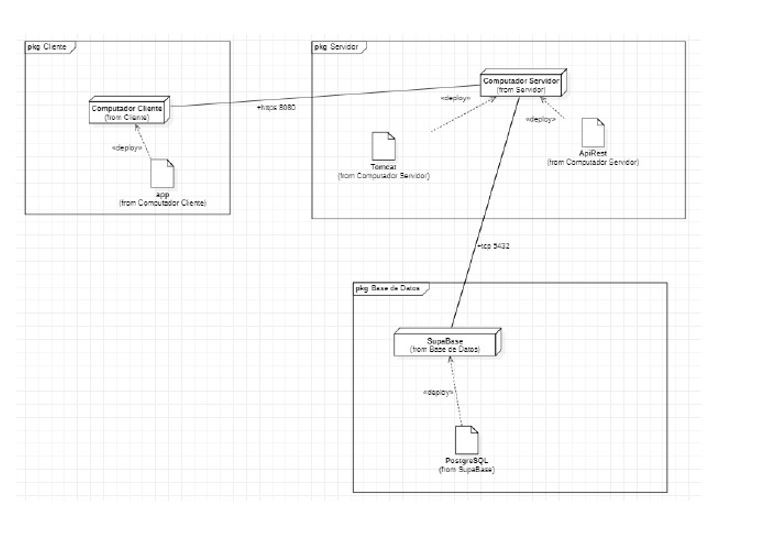 pkg Cliente
Computador Cliente
(from Cliente)
«deploy»
app
(from Computador Cliente)
+https 8080
pkg Servidor
Computador Servidor
(from Servidor)
«deploy»
«deploy»
Tomcat
(from Computador Servidor)
ApiRest
(from Computador Servidor)
+tcp 5432
pkg Base de Datos
SupaBase
(from Base de Datos)
«deploy»
PostgreSQL
(from SupaBase)